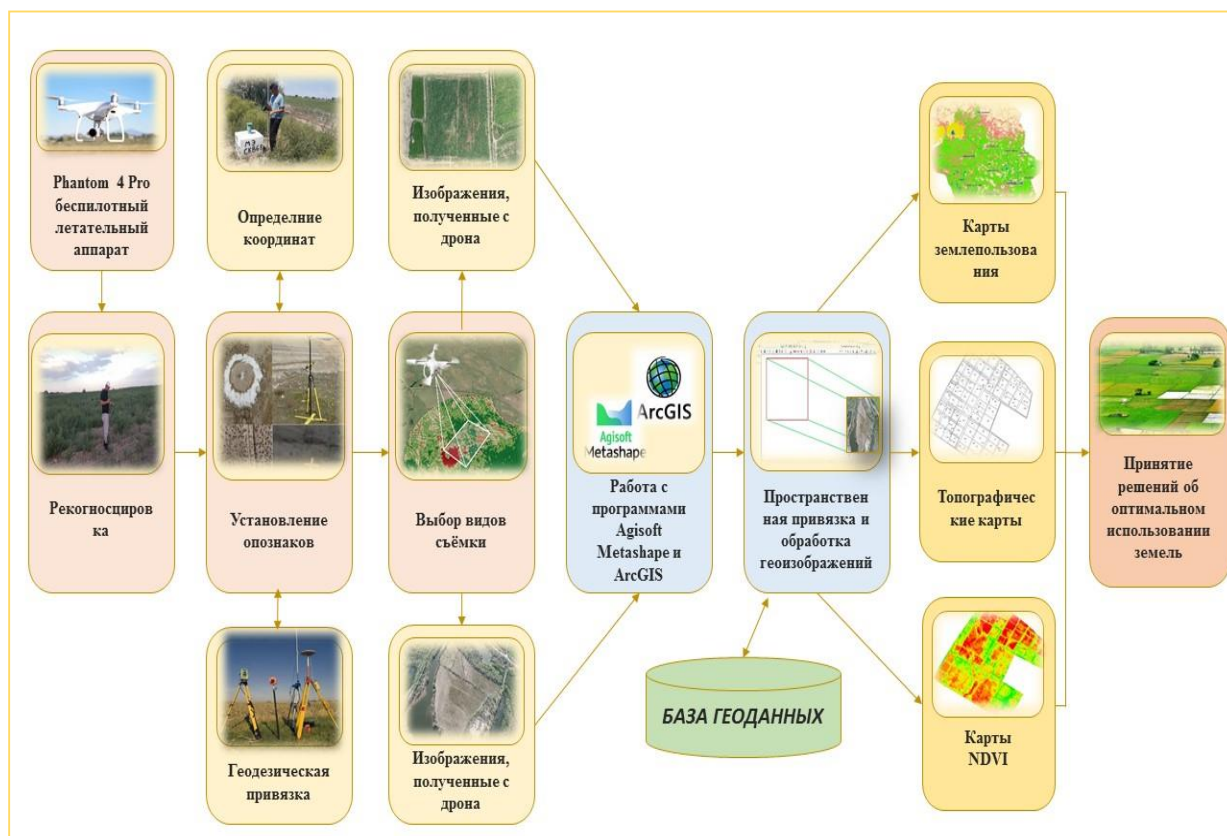 Phantom 4 Pro
беспилотный
летательный
аппарат
Определние
координат
Изображения,
полученные с
дрона
Карты
землепользова
ния
Рекогносциров
ка
Установление
опознаков
Выбор видов
съёмки
ArcGIS
Agisoft
Metashape
Работа с
программами
Agisoft
Metashape и
ArcGIS
Пространствен
ная привязка и
обработка
геоизображений
Топографичес
кие карты
Принятие
решений об
оптимальном
использовании
земель
Геодезическая
привязка
Изображения,
полученные с
дрона
БАЗА ГЕОДАННЫХ
Карты
NDVI